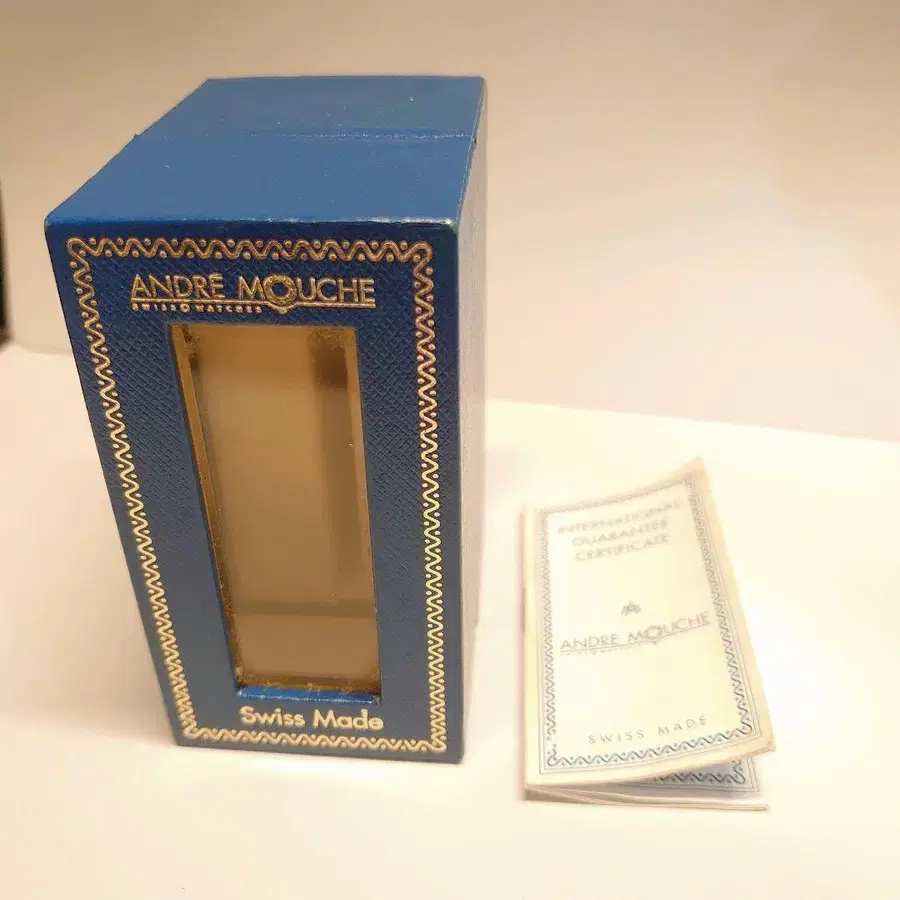 ANDRÉ MOUCHE
SWISS WATCHES
Swiss Made
INTERNATIONAL
GUARANTEE
CERTIFICATE
ANDRÉ MOUCHE
SWISS MADE